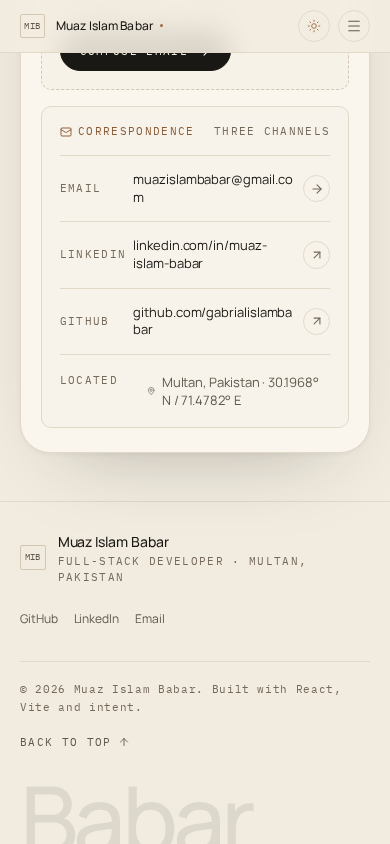 MIB
Muaz Islam Babar
CORRESPONDENCE
THREE CHANNELS
EMAIL
muazislambabar@gmail.co
m
LINKEDIN
linkedin.com/in/muaz-
islam-babar
GITHUB
github.com/gabrialislamba
bar
LOCATED
Multan, Pakistan · 30.1968°
N / 71.4782° E
MIB
Muaz Islam Babar
FULL-STACK DEVELOPER · MULTAN,
PAKISTAN
GitHub LinkedIn Email
© 2026 Muaz Islam Babar. Built with React,
Vite and intent.
BACK TO TOP ↑
Babar